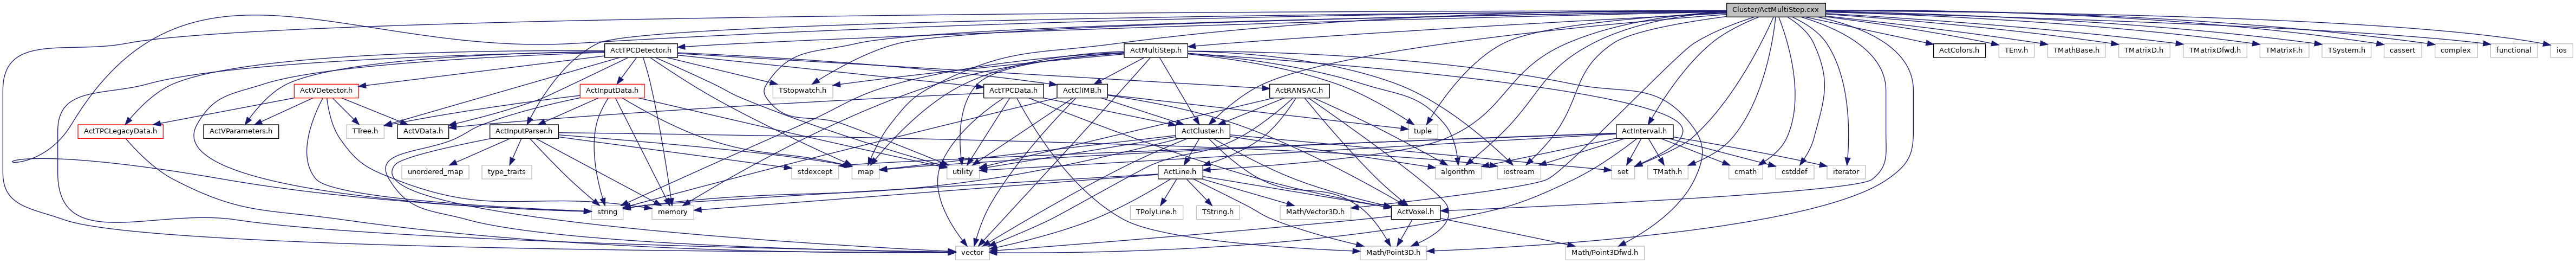 Cluster/ActMultiStep.cxx
ActTPCDetector.h
ActMultiStep.h
ActColors.h
TEnv.h
TMathBase.h
TMatrixD.h
TMatrixDfwd.h
TMatrixF.h
TSystem.h
cassert
complex
functional
ios
ActVDetector.h
ActInputData.h
TStopwatch.h
ActTPCData.h
ActClIMB.h
ActRANSAC.h
ActTPCLegacyData.h
ActVParameters.h
TTree.h
ActVData.h
ActInputParser.h
ActCluster.h
tuple
ActInterval.h
unordered_map
type_traits
stdexcept
map
utility
ActLine.h
algorithm
iostream
set
TMath.h
cmath
cstddef
iterator
string
memory
TPolyLine.h
TString.h
Math/Vector3D.h
ActVoxel.h
vector
Math/Point3D.h
Math/Point3Dfwd.h